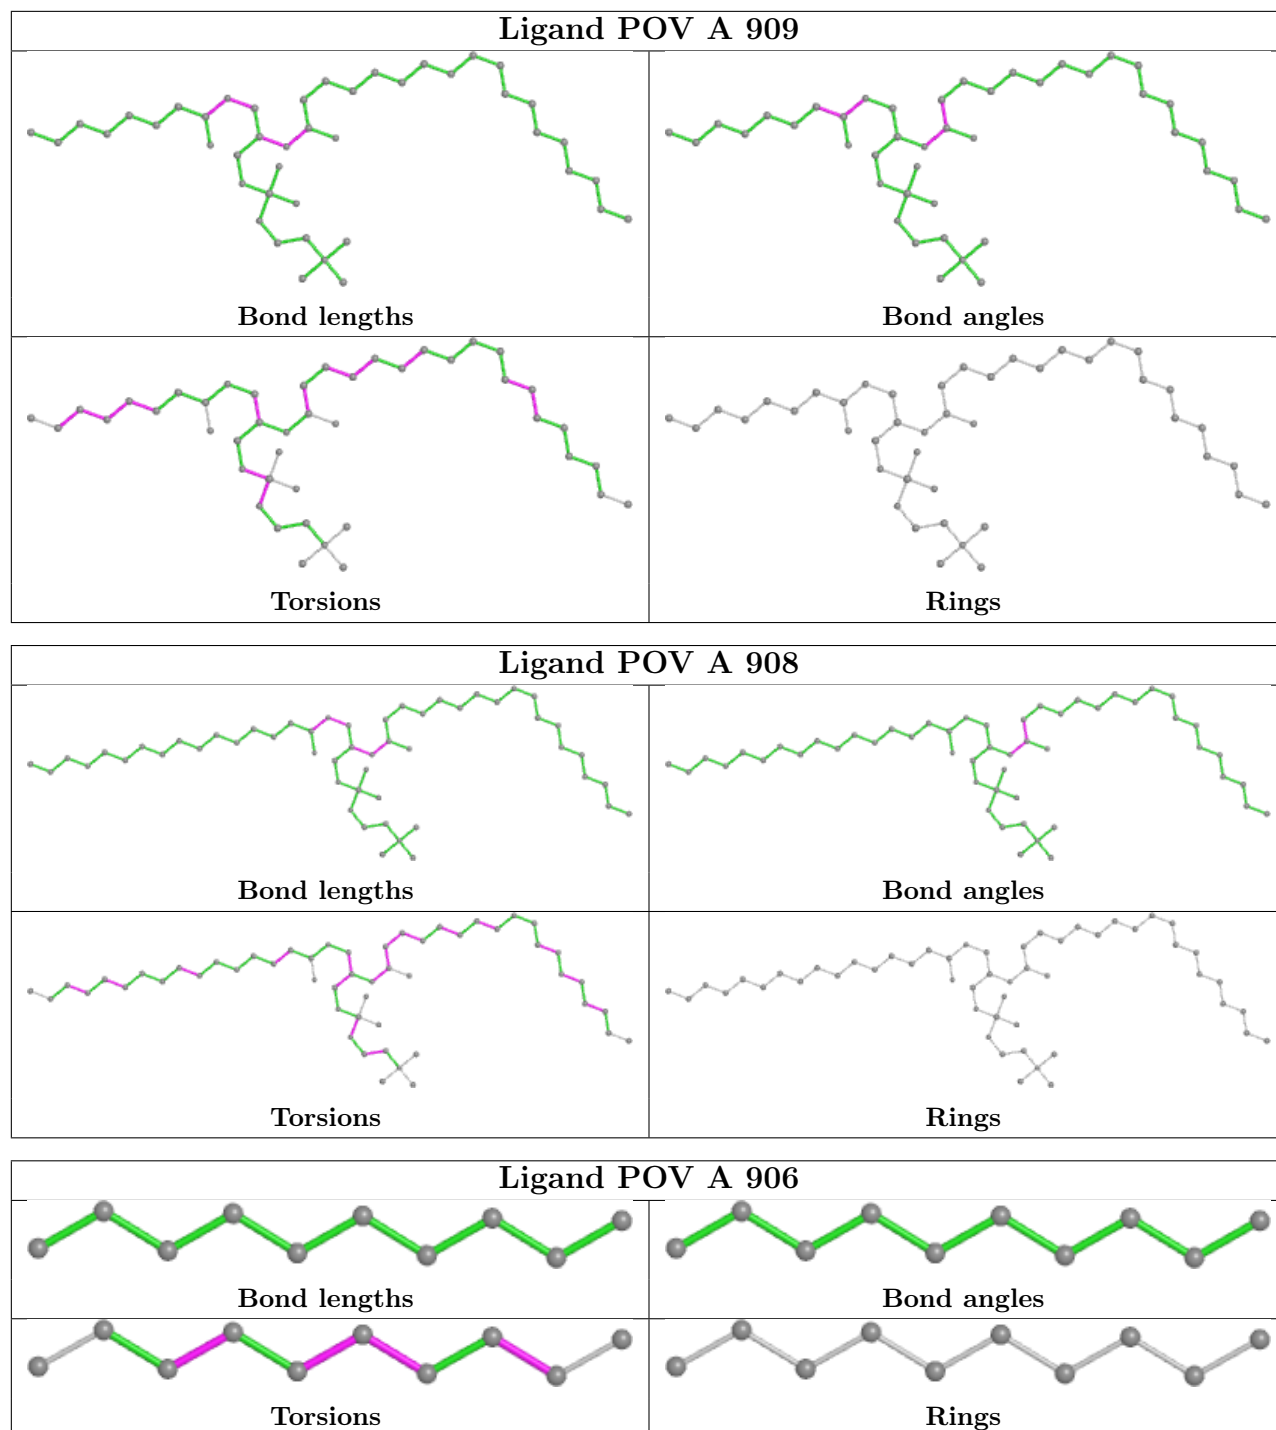 Ligand POV A 909
Bond lengths
Bond angles
Torsions
Rings
Ligand POV A 908
Bond lengths
Bond angles
Torsions
Rings
Ligand POV A 906
Bond lengths
Bond angles
Torsions
Rings